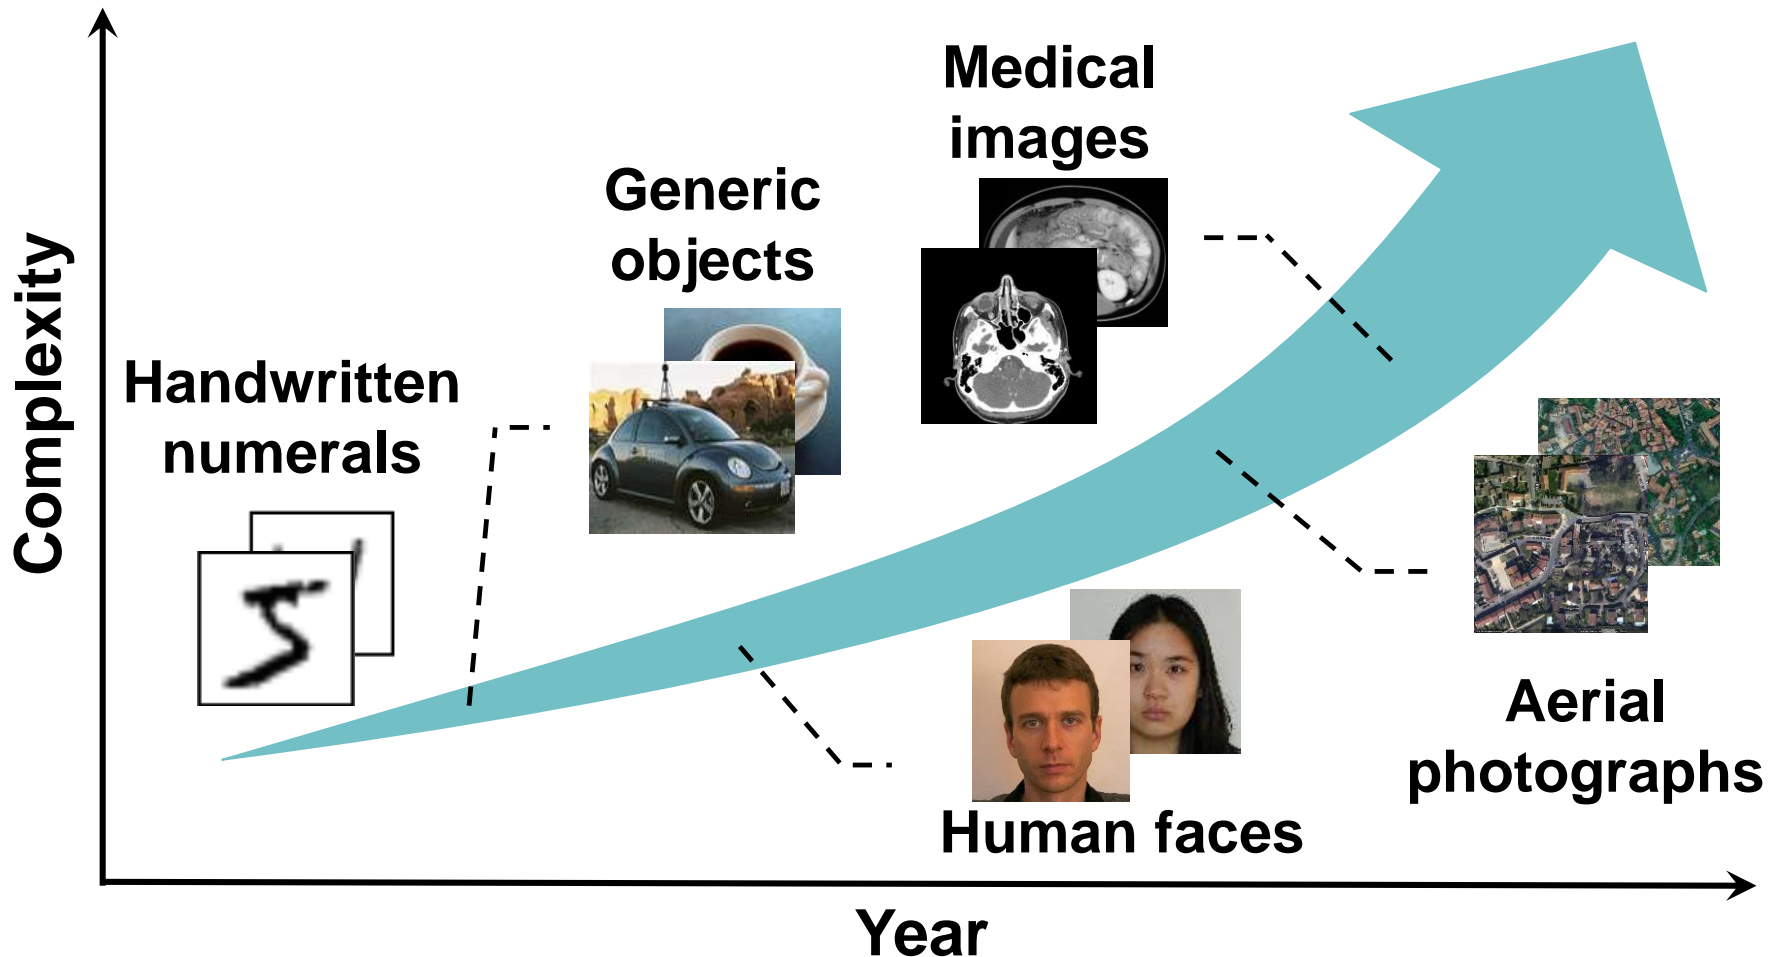 Complexity
Medical
images
Generic
objects
Handwritten
numerals
Aerial
photographs
Human faces
Year